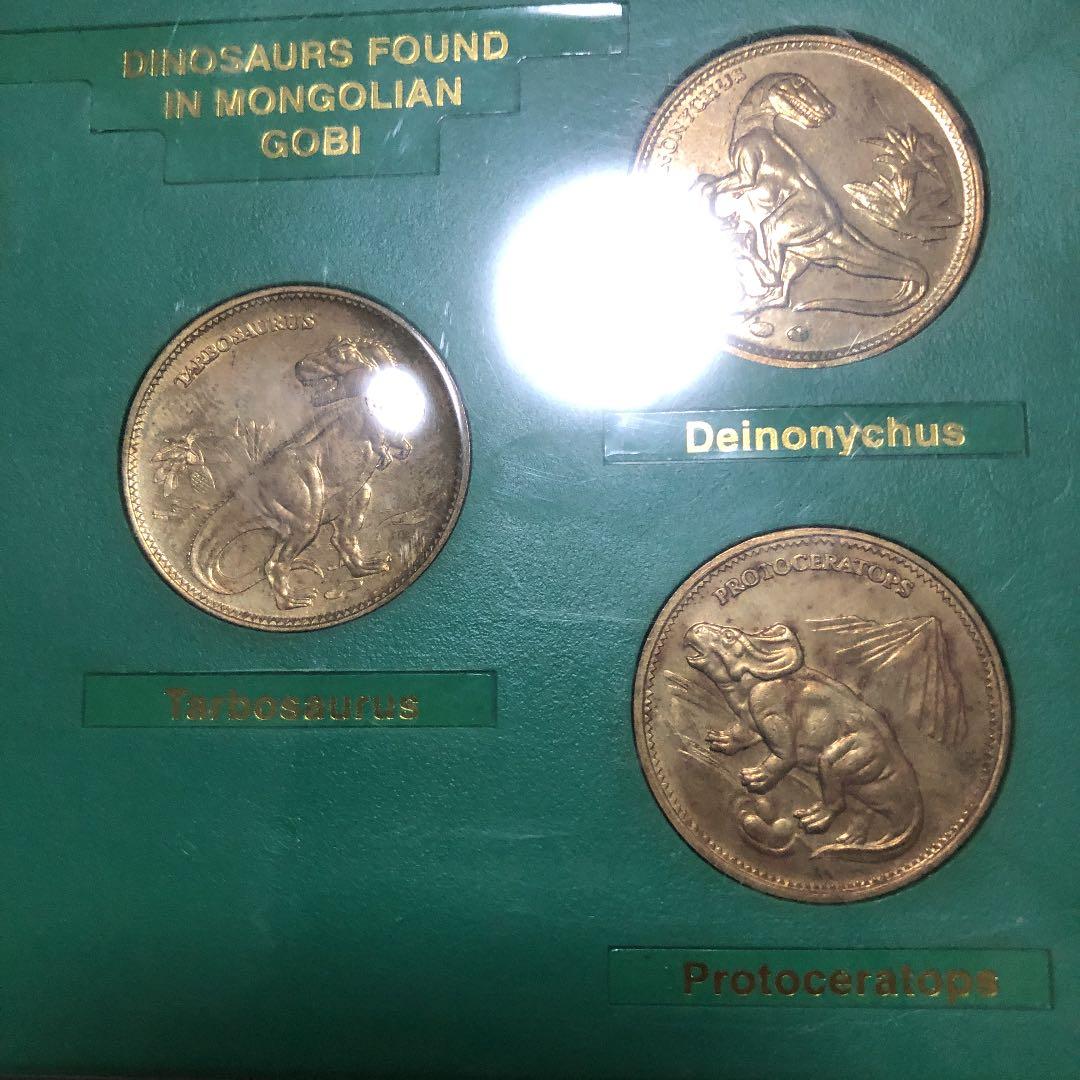 DINOSAURS FOUND
IN MONGOLIAN
GOBI
TARBOSAURUS
Tarbosaurus
Deinonychus
PROTOCERATOPS
Protoceratops